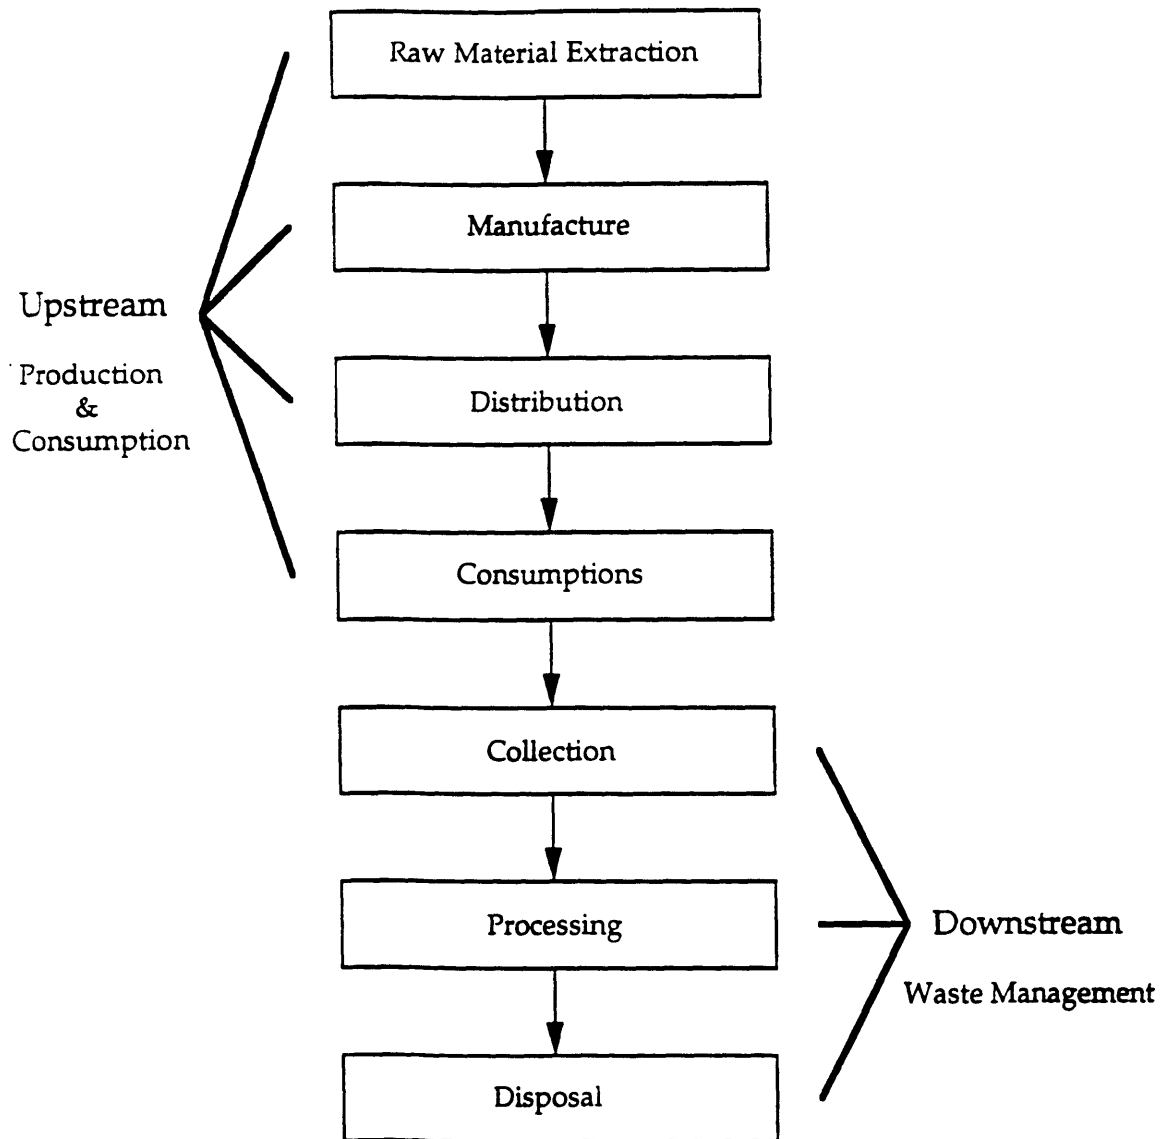 Raw Material Extraction
Manufacture
Upstream
Production
&
Consumption
Distribution
Consumptions
Collection
Processing
Downstream
Waste Management
Disposal